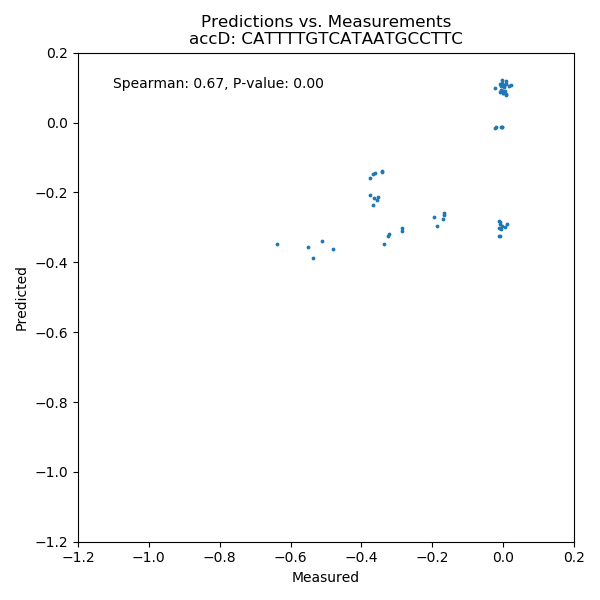 Predictions vs. Measurements
accD: CATTTTGTCATAATGCCTTC
Spearman: 0.67, P-value: 0.00
0.2
0.0
−0.2
−0.4
−0.6
−0.8
−1.0
−1.2
Predicted
−1.2 −1.0 −0.8 −0.6 −0.4 −0.2 0.0 0.2
Measured